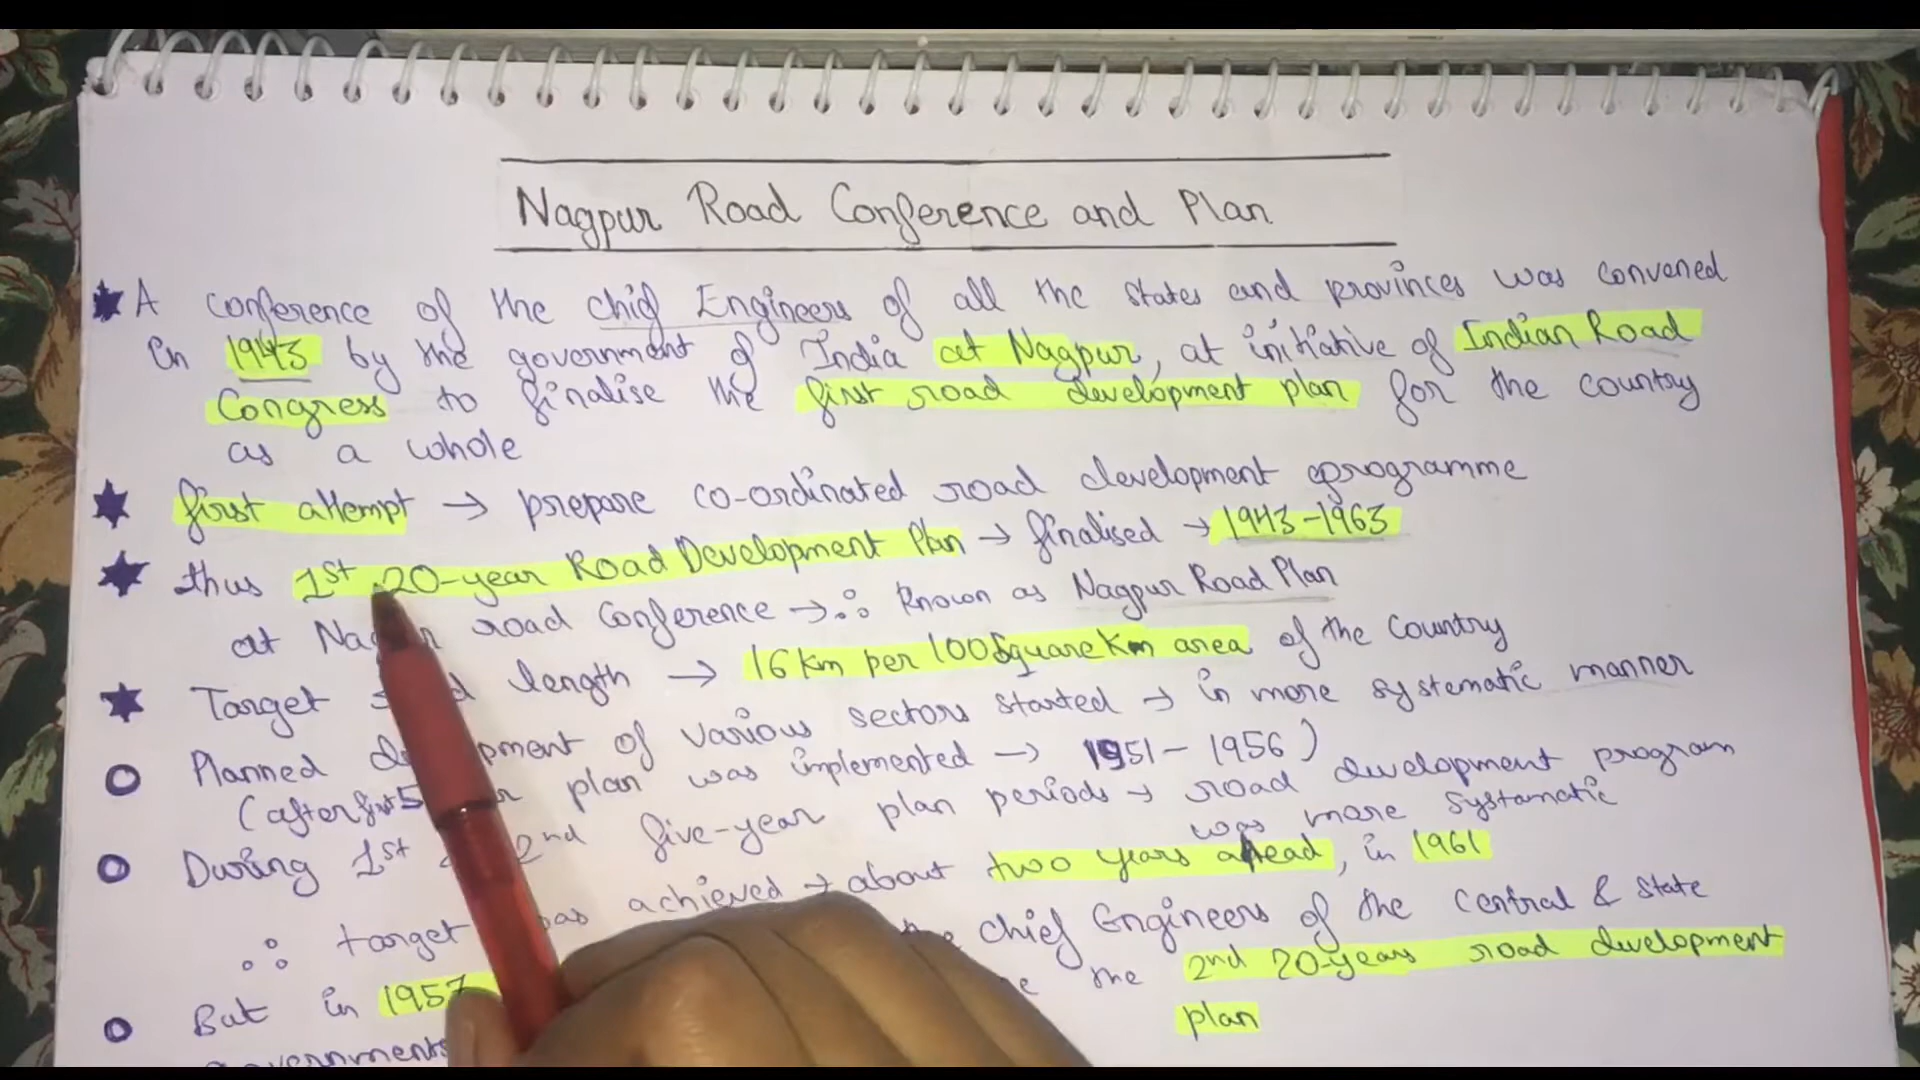 Nagpur Road Conference and Plan
A conference of the chief Engineers of all the states and provinces was convened
In 1943 by the government of India at Nagpur, at initiative of Indian Road
Congress to finalise the first road development plan for the country
as a whole
first attempt → prepare co-ordinated road development programme
thus 1st 20-year Road Development Plan → finalised → 1943-1963
at road Conference → ∴ known as Nagpur Road Plan
Target length → 16 km per 100 Square Km area of the Country
Planned of various sectors started → in more systematic manner
(after plan was implemented → 1951 - 1956)
During 1st 2nd five-year plan periods → road development program
was more systamatic
∴ target was achieved → about two years ahead, in 1961
But in 1957 chief Engineers of the Central & State
governments the 2nd 20-years road development
plan